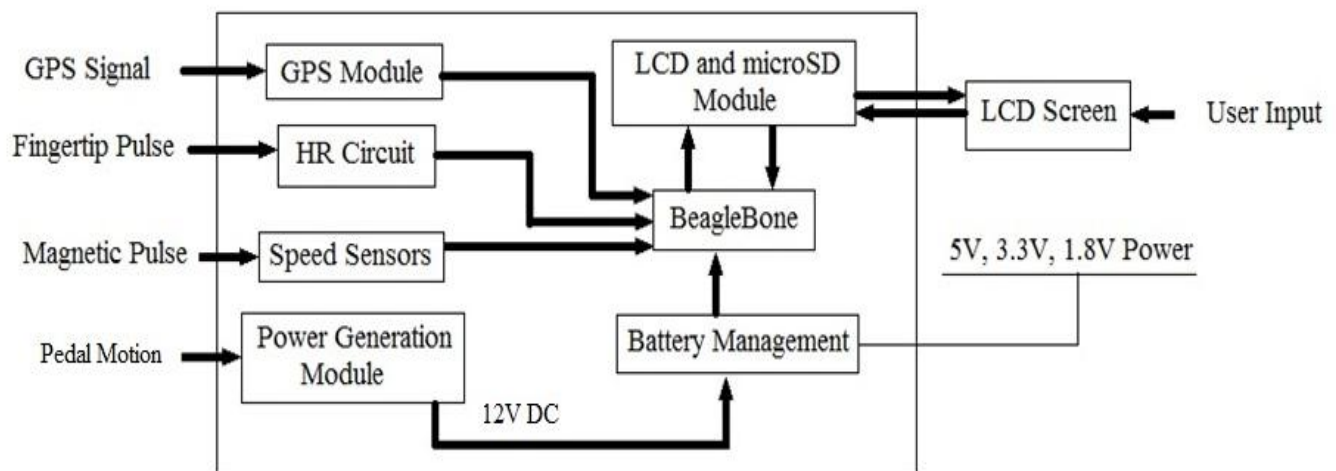 GPS Signal
GPS Module
LCD and microSD
Module
LCD Screen
User Input
Fingertip Pulse
HR Circuit
BeagleBone
Magnetic Pulse
Speed Sensors
5V, 3.3V, 1.8V Power
Pedal Motion
Power Generation
Module
Battery Management
12V DC